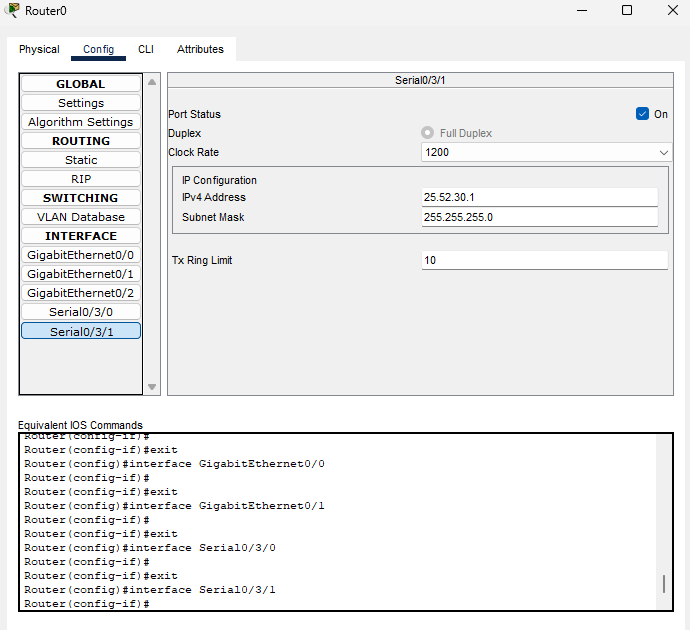 Router0
Physical Config CLI Attributes
GLOBAL
Settings
Algorithm Settings
ROUTING
Static
RIP
SWITCHING
VLAN Database
INTERFACE
GigabitEthernet0/0
GigabitEthernet0/1
GigabitEthernet0/2
Serial0/3/0
Serial0/3/1
Serial0/3/1
Port Status On
Duplex Full Duplex
Clock Rate 1200
IP Configuration
IPv4 Address 25.52.30.1
Subnet Mask 255.255.255.0
Tx Ring Limit 10
Equivalent IOS Commands
Router(config-if)#
Router(config-if)#exit
Router(config)#interface GigabitEthernet0/0
Router(config-if)#
Router(config-if)#exit
Router(config)#interface GigabitEthernet0/1
Router(config-if)#
Router(config-if)#exit
Router(config)#interface Serial0/3/0
Router(config-if)#
Router(config-if)#exit
Router(config)#interface Serial0/3/1
Router(config-if)#